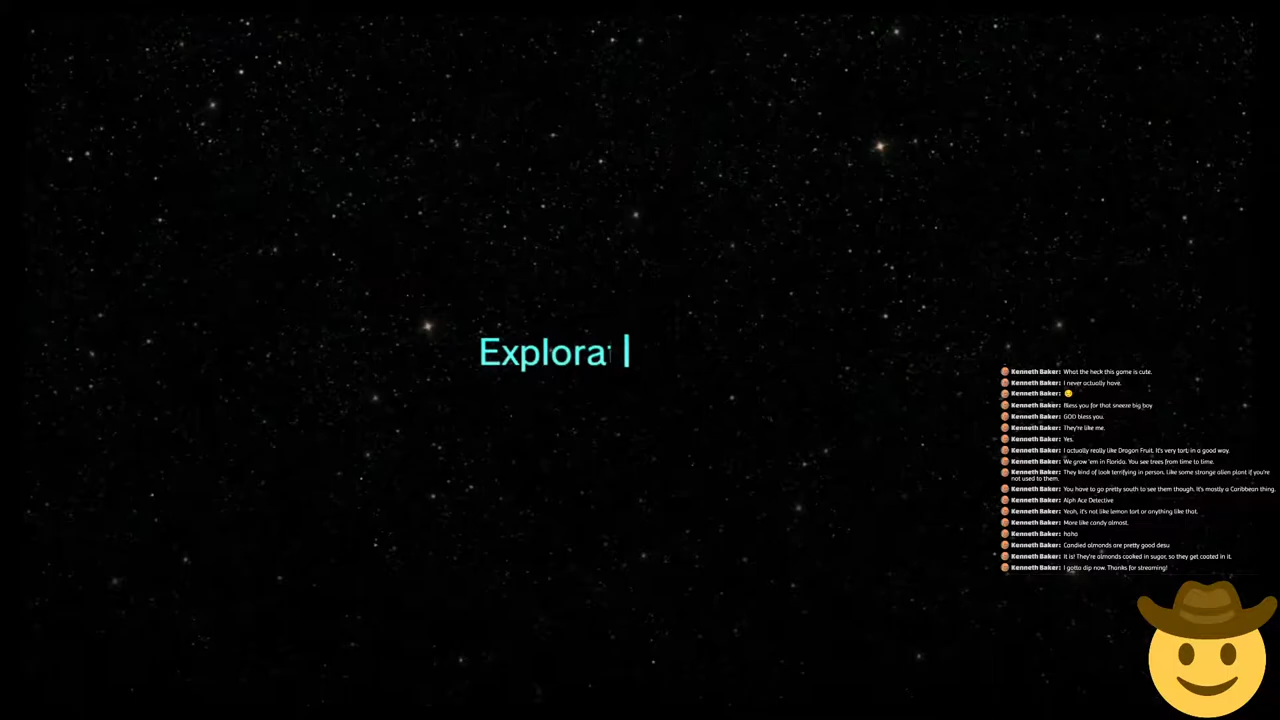 Explorat
Kenneth Baker: What the heck this game is cute.
Kenneth Baker: I never actually have.
Kenneth Baker: 😏
Kenneth Baker: Bless you for that sneeze big boy
Kenneth Baker: GOD bless you.
Kenneth Baker: They're like me.
Kenneth Baker: Yes.
Kenneth Baker: I actually really like Dragon Fruit. It's very tart; in a good way.
Kenneth Baker: We grow 'em in Florida. You see trees from time to time.
Kenneth Baker: They kind of look terrifying in person. Like some strange alien plant if you're
not used to them.
Kenneth Baker: You have to go pretty south to see them though. It's mostly a Caribbean thing.
Kenneth Baker: Alph Ace Detective
Kenneth Baker: Yeah, it's not like lemon tart or anything like that.
Kenneth Baker: More like candy almost.
Kenneth Baker: haha
Kenneth Baker: Candied almonds are pretty good desu
Kenneth Baker: It is! They're almonds cooked in sugar, so they get coated in it.
Kenneth Baker: I gotta dip now. Thanks for streaming!